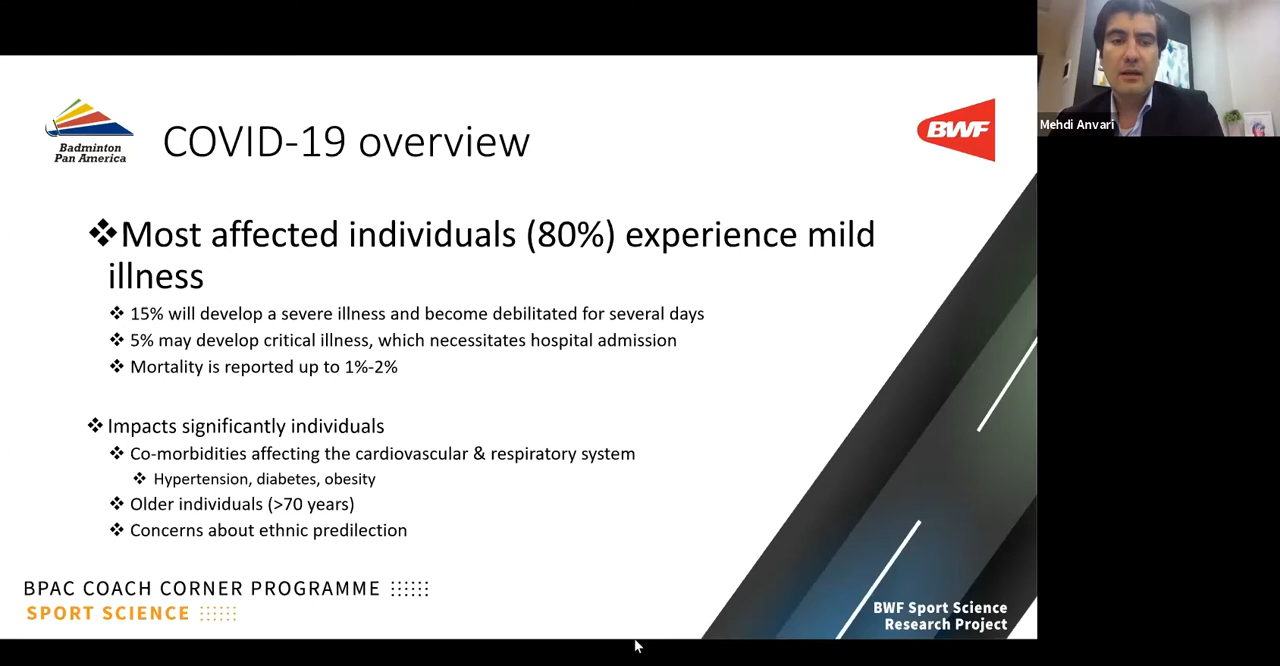 Badminton
Pan America
COVID-19 overview
BWF
Mehdi Anvari
❖Most affected individuals (80%) experience mild
illness
❖ 15% will develop a severe illness and become debilitated for several days
❖ 5% may develop critical illness, which necessitates hospital admission
❖ Mortality is reported up to 1%-2%
❖ Impacts significantly individuals
❖ Co-morbidities affecting the cardiovascular & respiratory system
❖ Hypertension, diabetes, obesity
❖ Older individuals (>70 years)
❖ Concerns about ethnic predilection
BPAC COACH CORNER PROGRAMME
SPORT SCIENCE
BWF Sport Science
Research Project